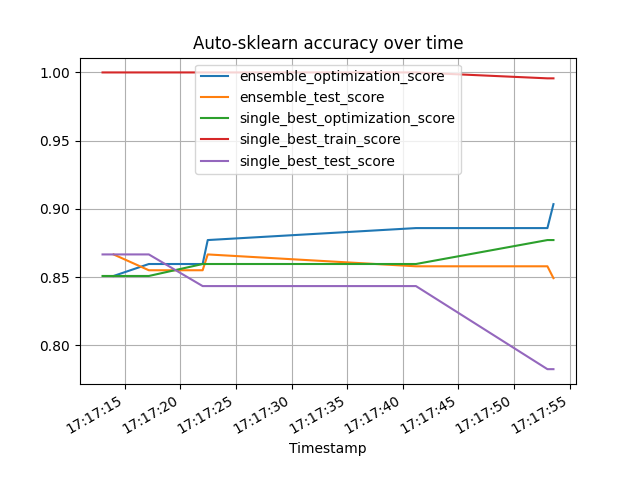 Auto-sklearn accuracy over time
1.00
0.95
0.90
0.85
0.80
ensemble_optimization_score
ensemble_test_score
single_best_optimization_score
single_best_train_score
single_best_test_score
17:17:15
17:17:20
17:17:25
17:17:30
17:17:35
17:17:40
17:17:45
17:17:50
17:17:55
Timestamp